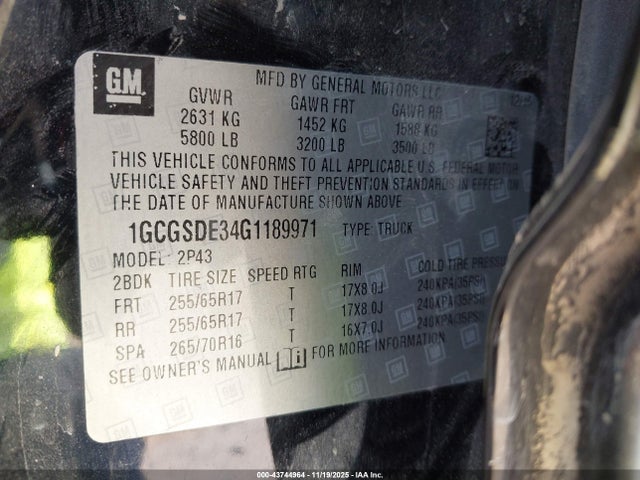 GM
MFD BY GENERAL MOTORS LLC
GVWR GAWR FRT GAWR RR
2631 KG 1452 KG 1588 KG
5800 LB 3200 LB 3500 LB
THIS VEHICLE CONFORMS TO ALL APPLICABLE U.S. FEDERAL MOTOR
VEHICLE SAFETY AND THEFT PREVENTION STANDARDS IN EFFECT ON
THE DATE OF MANUFACTURE SHOWN ABOVE
1GCGSDE34G1189971 TYPE: TRUCK
MODEL: 2P43
2BDK TIRE SIZE SPEED RTG RIM COLD TIRE PRESSU
FRT 255/65R17 T 17X8.0J 240KPA/35PSI
RR 255/65R17 T 17X8.0J 240KPA/35PSI
SPA 265/70R16 T 16X7.0J 240KPA/35PSI
SEE OWNER'S MANUAL FOR MORE INFORMATION
000-43744964 - 11/19/2025 - IAA Inc.